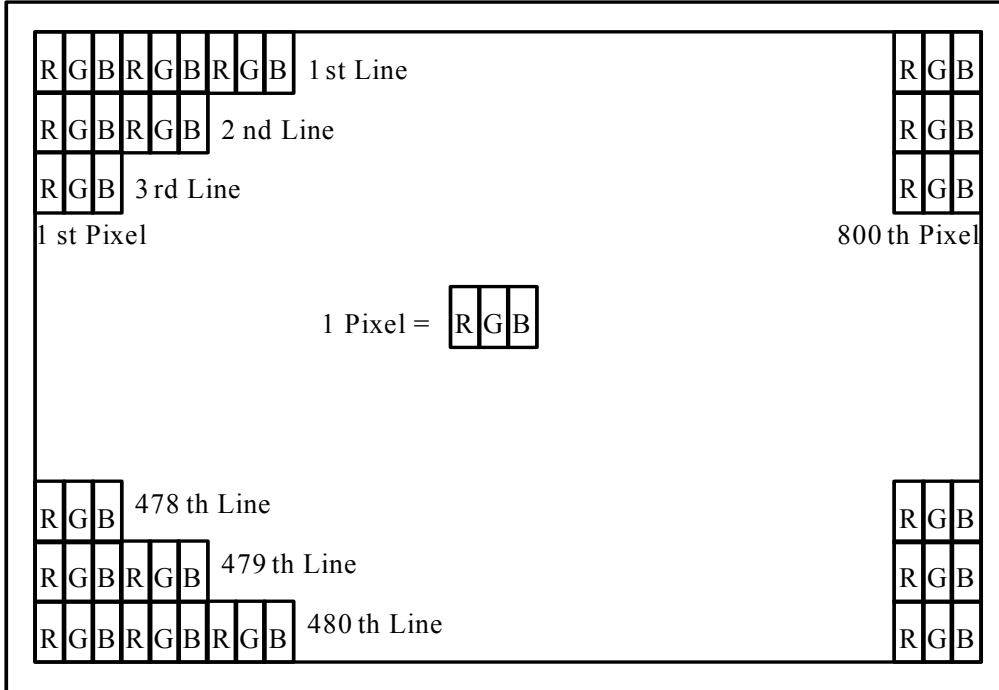 R G B R G B R G B 1 st Line R G B
R G B R G B 2 nd Line R G B
R G B 3 rd Line R G B
1 st Pixel 800 th Pixel
1 Pixel = R G B
R G B 478 th Line R G B
R G B R G B 479 th Line R G B
R G B R G B R G B 480 th Line R G B